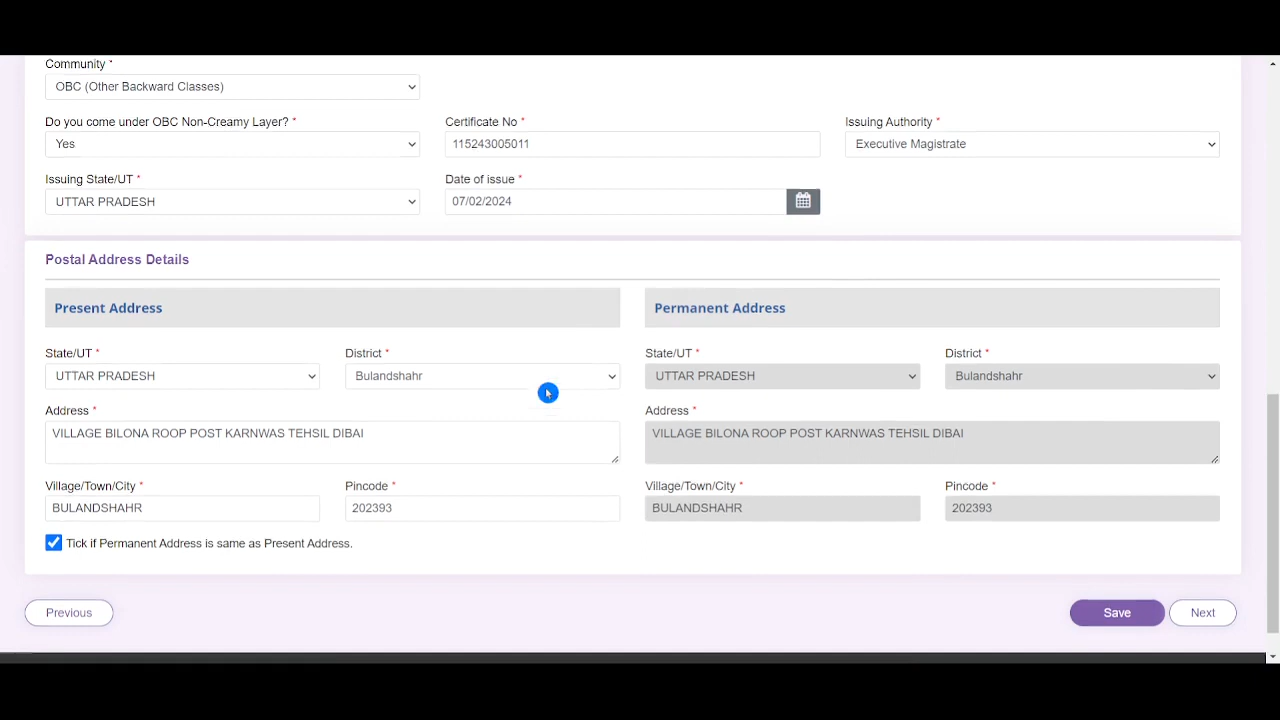 Community *
OBC (Other Backward Classes)
Do you come under OBC Non-Creamy Layer? * Certificate No * Issuing Authority *
Yes 115243005011 Executive Magistrate
Issuing State/UT * Date of issue *
UTTAR PRADESH 07/02/2024
Postal Address Details
Present Address Permanent Address
State/UT * District * State/UT * District *
UTTAR PRADESH Bulandshahr UTTAR PRADESH Bulandshahr
Address * Address *
VILLAGE BILONA ROOP POST KARNWAS TEHSIL DIBAI VILLAGE BILONA ROOP POST KARNWAS TEHSIL DIBAI
Village/Town/City * Pincode * Village/Town/City * Pincode *
BULANDSHAHR 202393 BULANDSHAHR 202393
Tick if Permanent Address is same as Present Address.
Previous Save Next